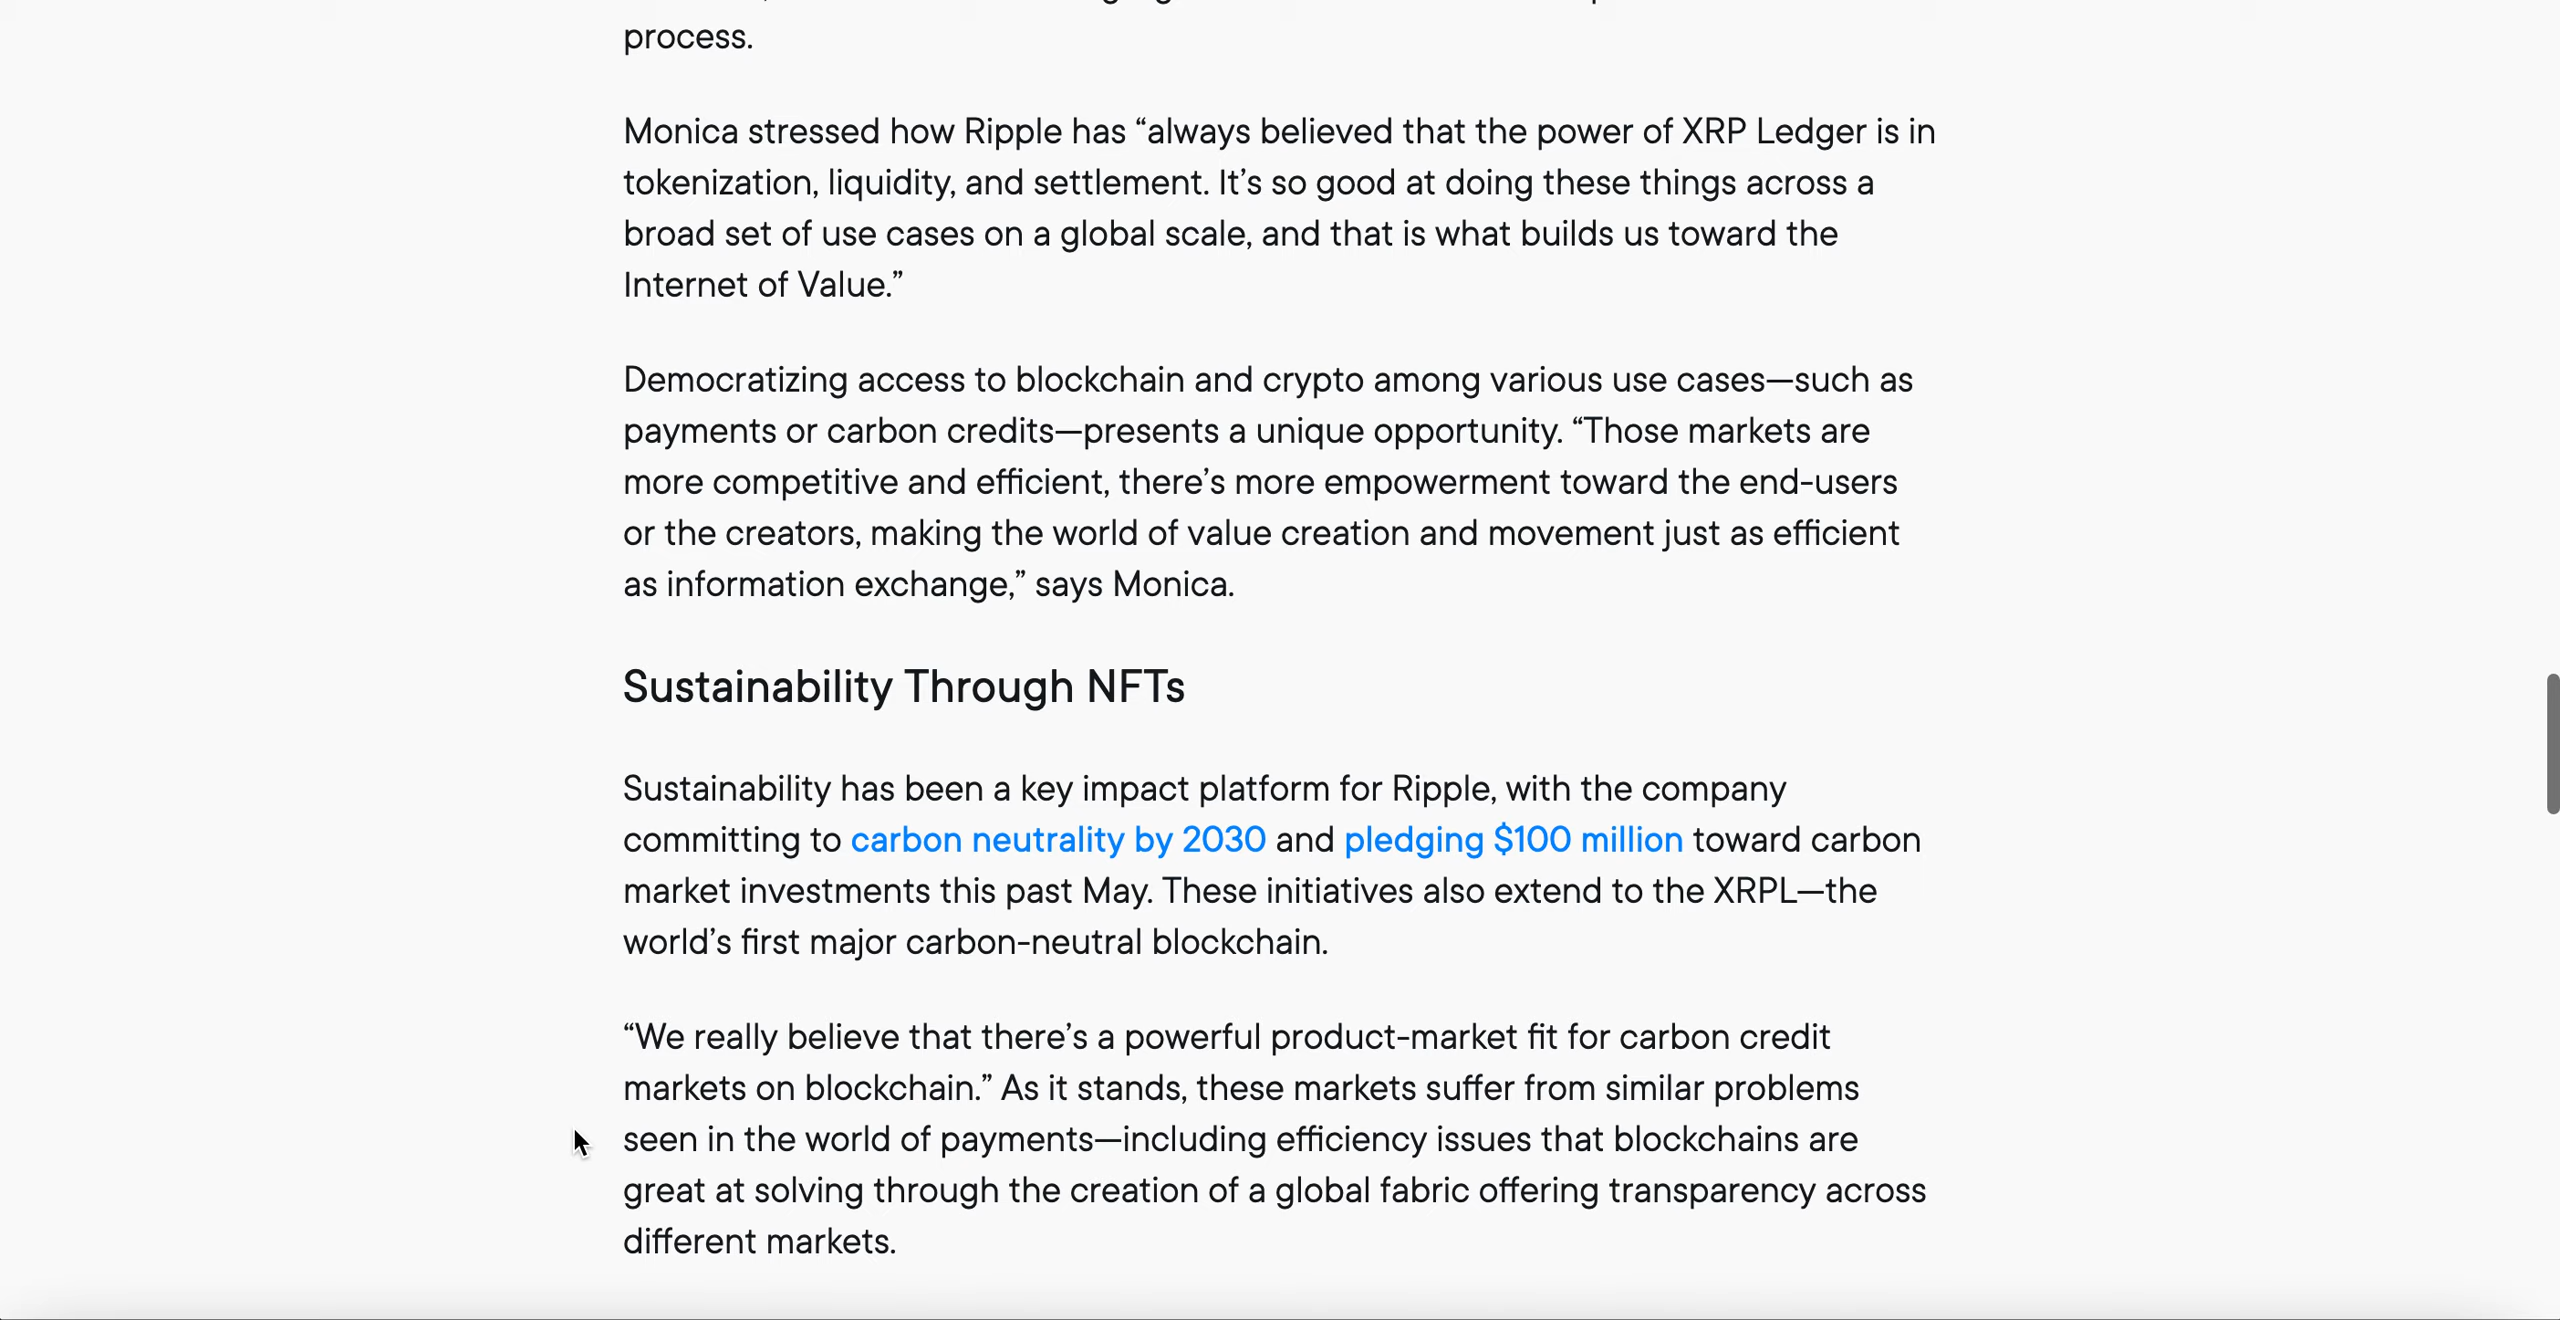 process.
Monica stressed how Ripple has “always believed that the power of XRP Ledger is in
tokenization, liquidity, and settlement. It’s so good at doing these things across a
broad set of use cases on a global scale, and that is what builds us toward the
Internet of Value.”
Democratizing access to blockchain and crypto among various use cases—such as
payments or carbon credits—presents a unique opportunity. “Those markets are
more competitive and efficient, there’s more empowerment toward the end-users
or the creators, making the world of value creation and movement just as efficient
as information exchange,” says Monica.
Sustainability Through NFTs
Sustainability has been a key impact platform for Ripple, with the company
committing to carbon neutrality by 2030 and pledging $100 million toward carbon
market investments this past May. These initiatives also extend to the XRPL—the
world’s first major carbon-neutral blockchain.
“We really believe that there’s a powerful product-market fit for carbon credit
markets on blockchain.” As it stands, these markets suffer from similar problems
seen in the world of payments—including efficiency issues that blockchains are
great at solving through the creation of a global fabric offering transparency across
different markets.